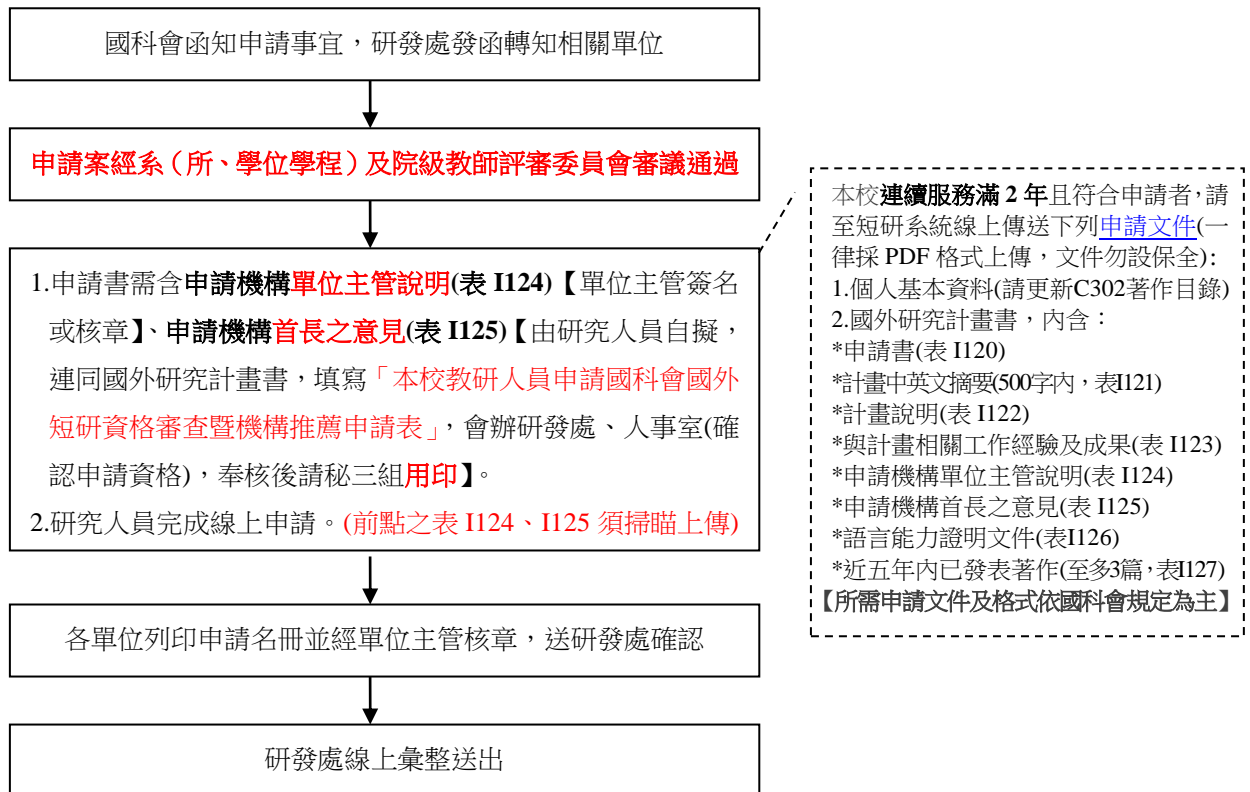 國科會函知申請事宜，研發處發函轉知相關單位
申請案經系（所、學位學程）及院級教師評審委員會審議通過
1.申請書需含申請機構單位主管說明(表 I124)【單位主管簽名
或核章】、申請機構首長之意見(表 I125)【由研究人員自擬，
連同國外研究計畫書，填寫「本校教研人員申請國科會國外
短研資格審查暨機構推薦申請表」，會辦研發處、人事室(確
認申請資格)，奉核後請秘三組用印】。
2.研究人員完成線上申請。(前點之表 I124、I125 須掃瞄上傳)
各單位列印申請名冊並經單位主管核章，送研發處確認
研發處線上彙整送出
本校連續服務滿 2 年且符合申請者，請
至短研系統線上傳送下列申請文件(一
律採 PDF 格式上傳，文件勿設保全):
1.個人基本資料(請更新C302著作目錄)
2.國外研究計畫書，內含：
*申請書(表 I120)
*計畫中英文摘要(500字內，表I121)
*計畫說明(表 I122)
*與計畫相關工作經驗及成果(表 I123)
*申請機構單位主管說明(表 I124)
*申請機構首長之意見(表 I125)
*語言能力證明文件(表I126)
*近五年內已發表著作(至多3篇，表I127)
【所需申請文件及格式依國科會規定為主】